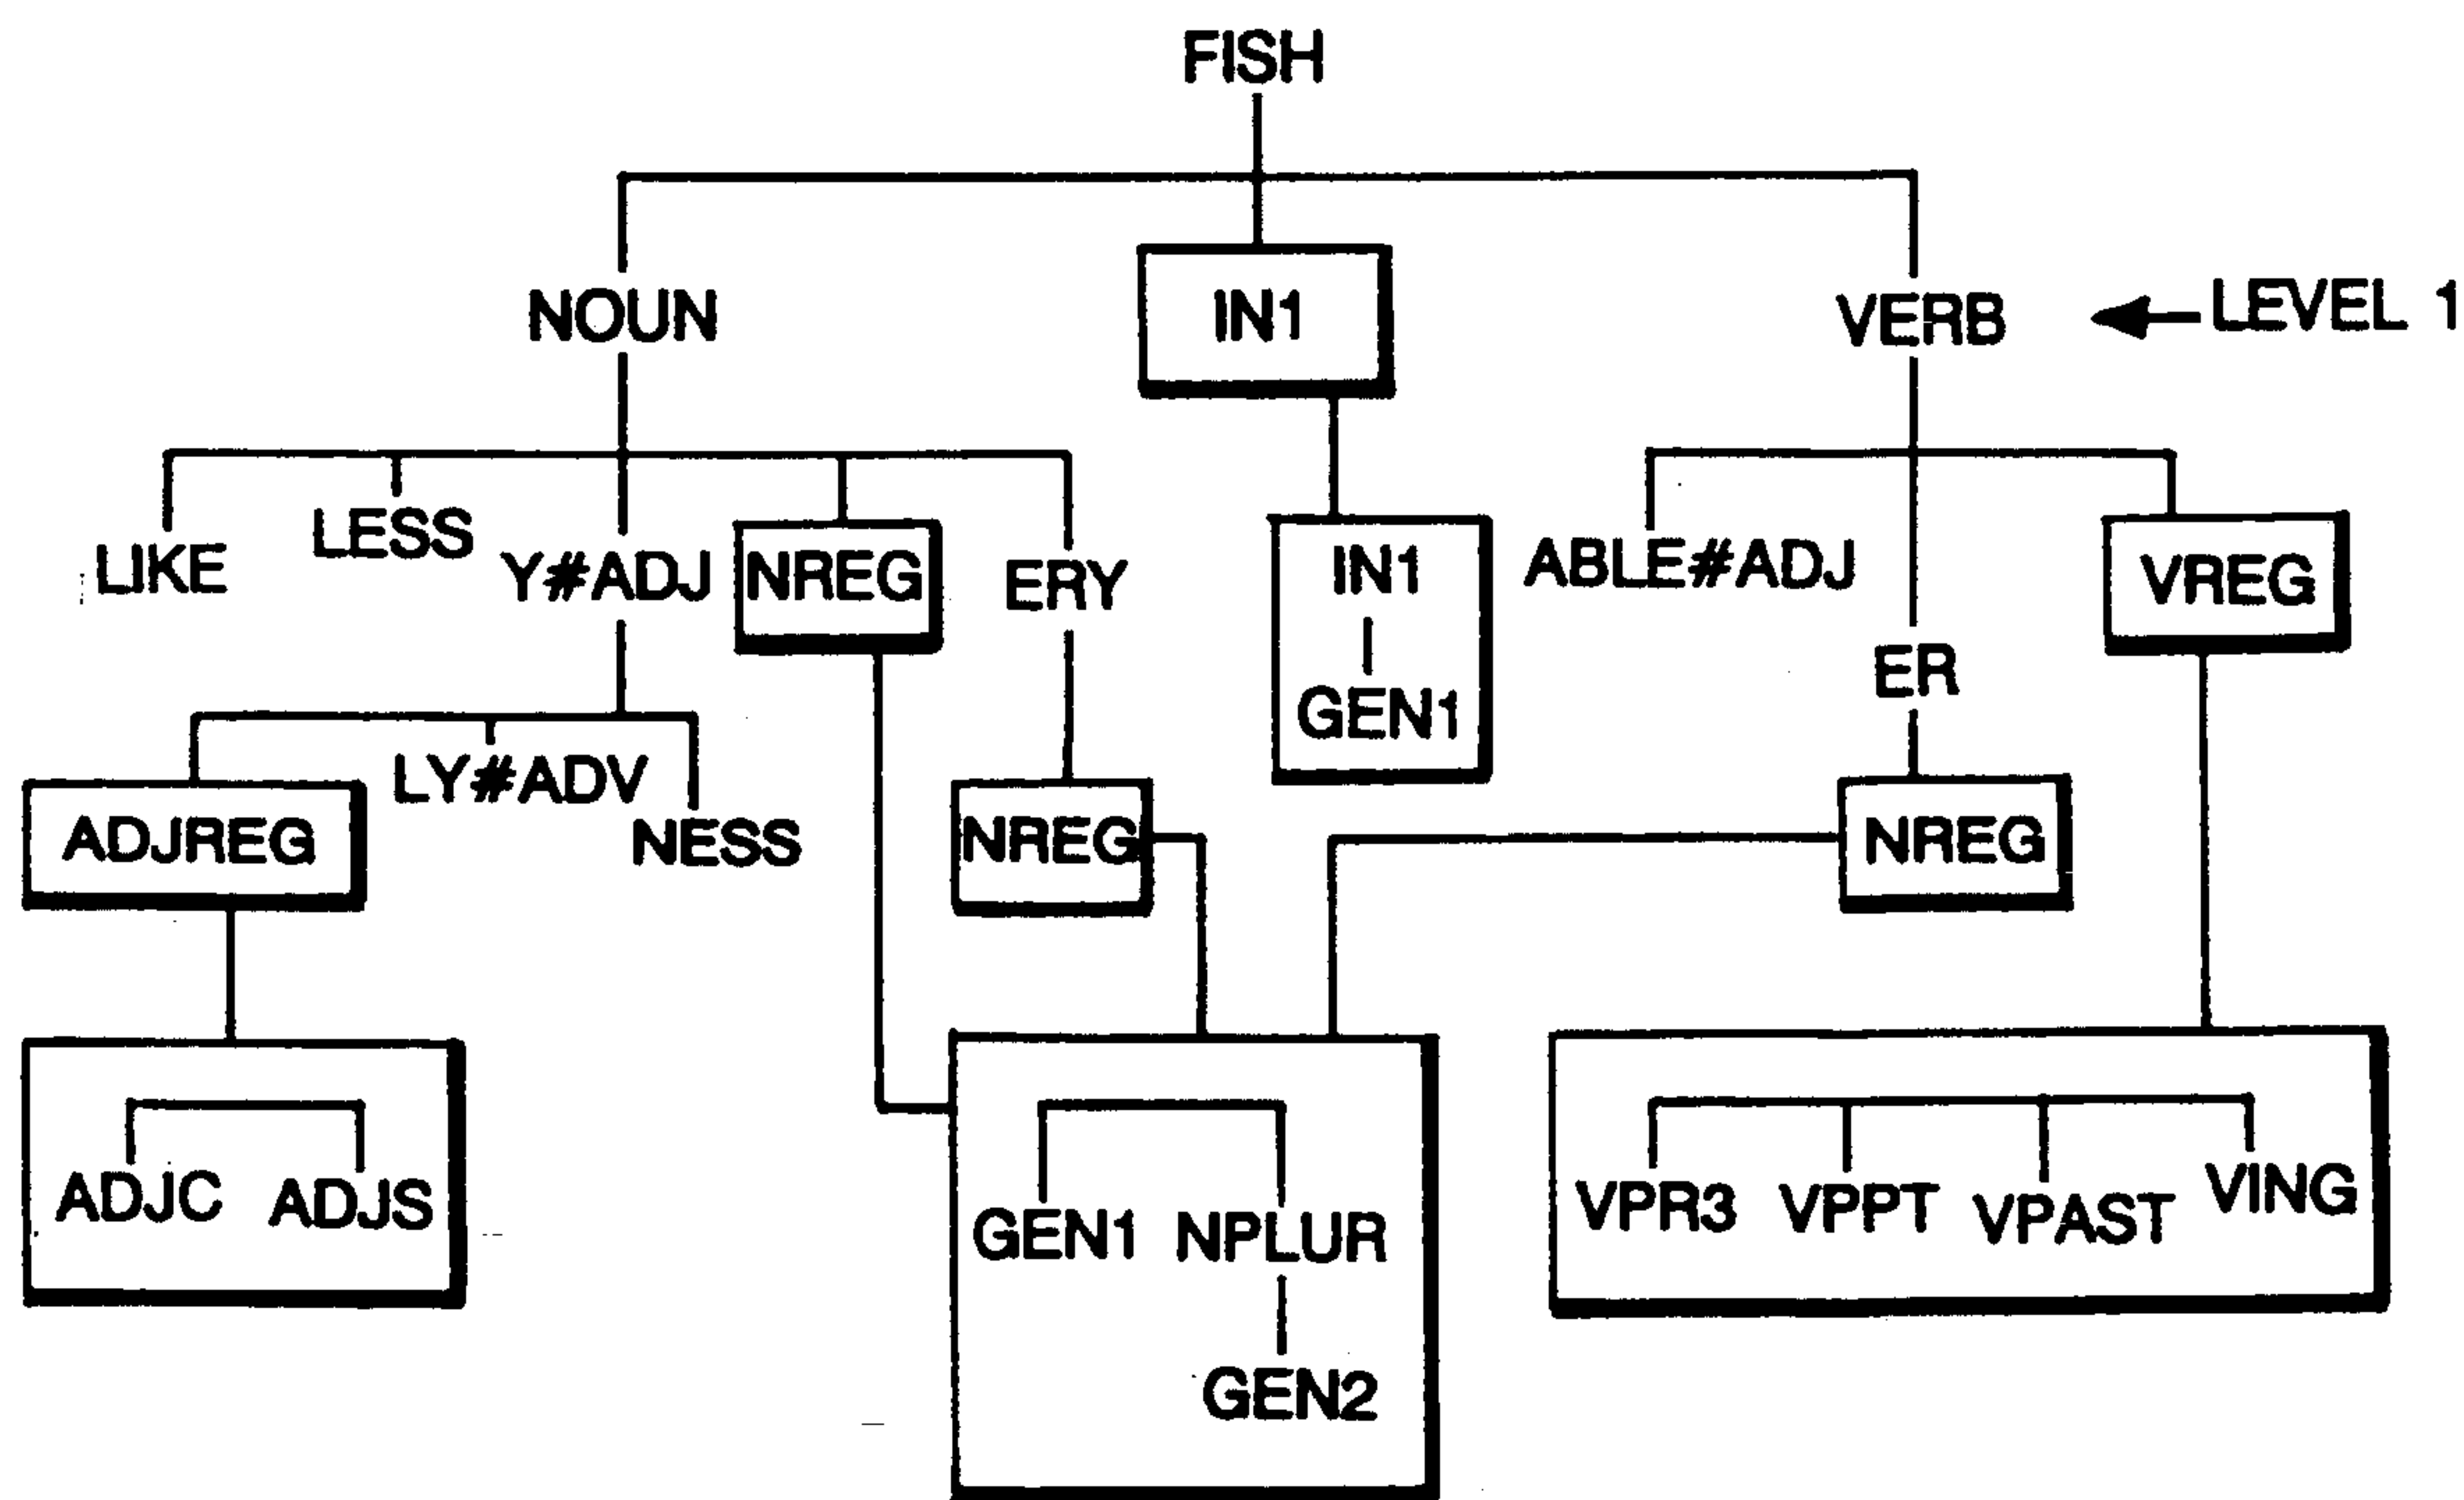 FISH
NOUN IN1 VERB LEVEL 1
LIKE LESS Y#ADJ NREG ERY IN1 ABLE#ADJ VREG
GEN1 ER
ADJREG LY#ADV NESS NREG NREG
ADJC ADJS GEN1 NPLUR VPR3 VPPT VPAST VING
GEN2